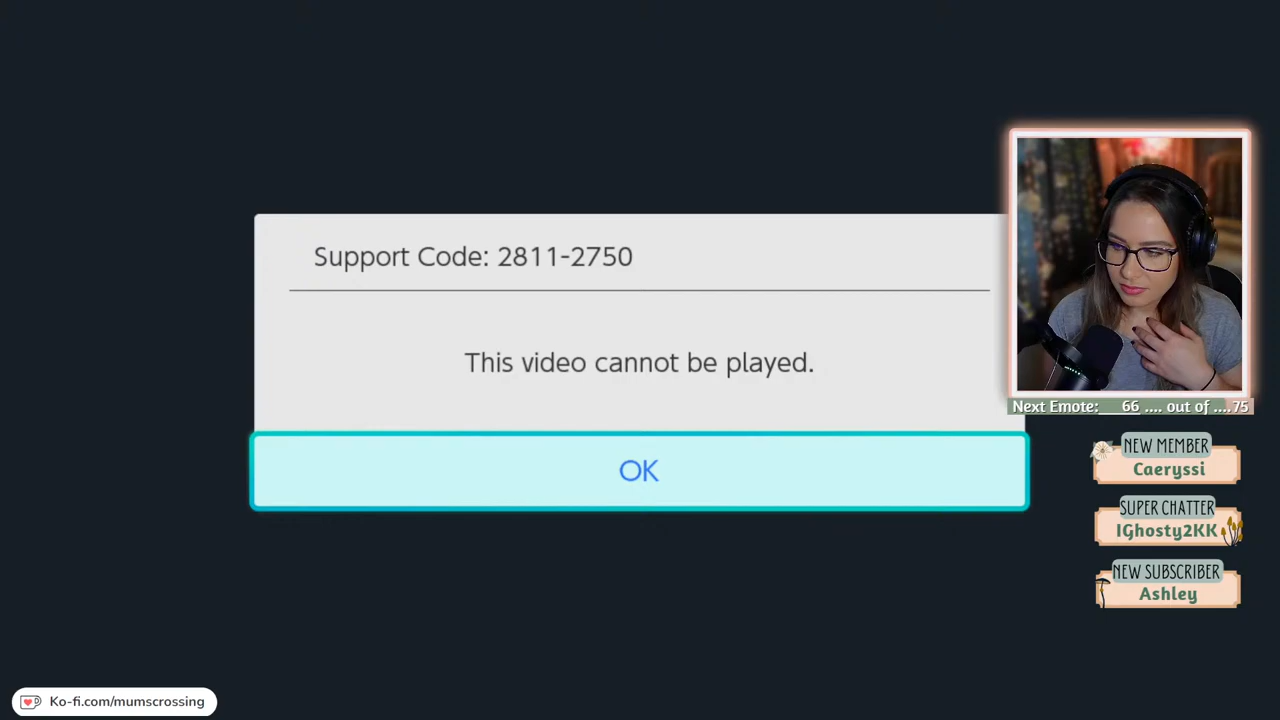 Support Code: 2811-2750
This video cannot be played.
OK
Next Emote: 66 .... out of ....75
NEW MEMBER
Caeryssi
SUPER CHATTER
IGhosty2KK
NEW SUBSCRIBER
Ashley
Ko-fi.com/mumscrossing